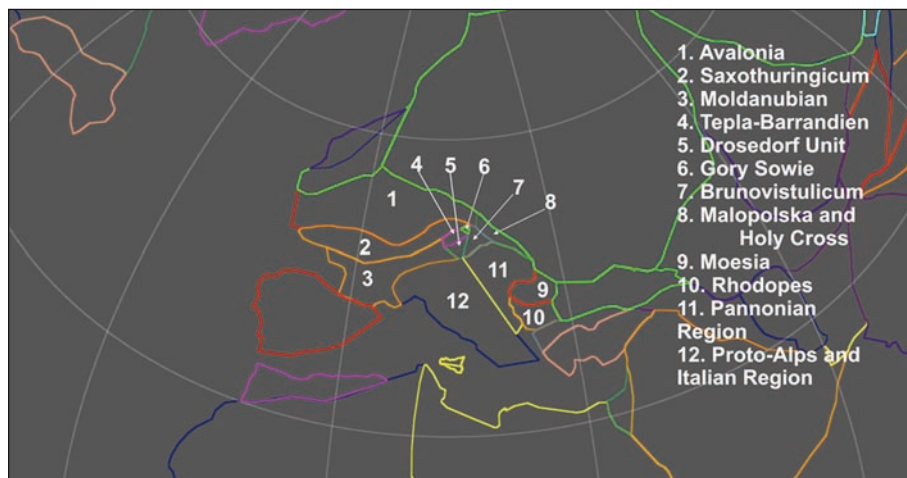 1. Avalonia
2. Saxothuringicum
3. Moldanubian
4. Tepla-Barrandien
5. Drosedorf Unit
6. Gory Sowie
7. Brunovistulicum
8. Malopolska and
Holy Cross
9. Moesia
10. Rhodopes
11. Pannonic
Region
12. Proto-Alps and
Italian Region
4
5
6
7
8
1
2
3
11
9
10
12